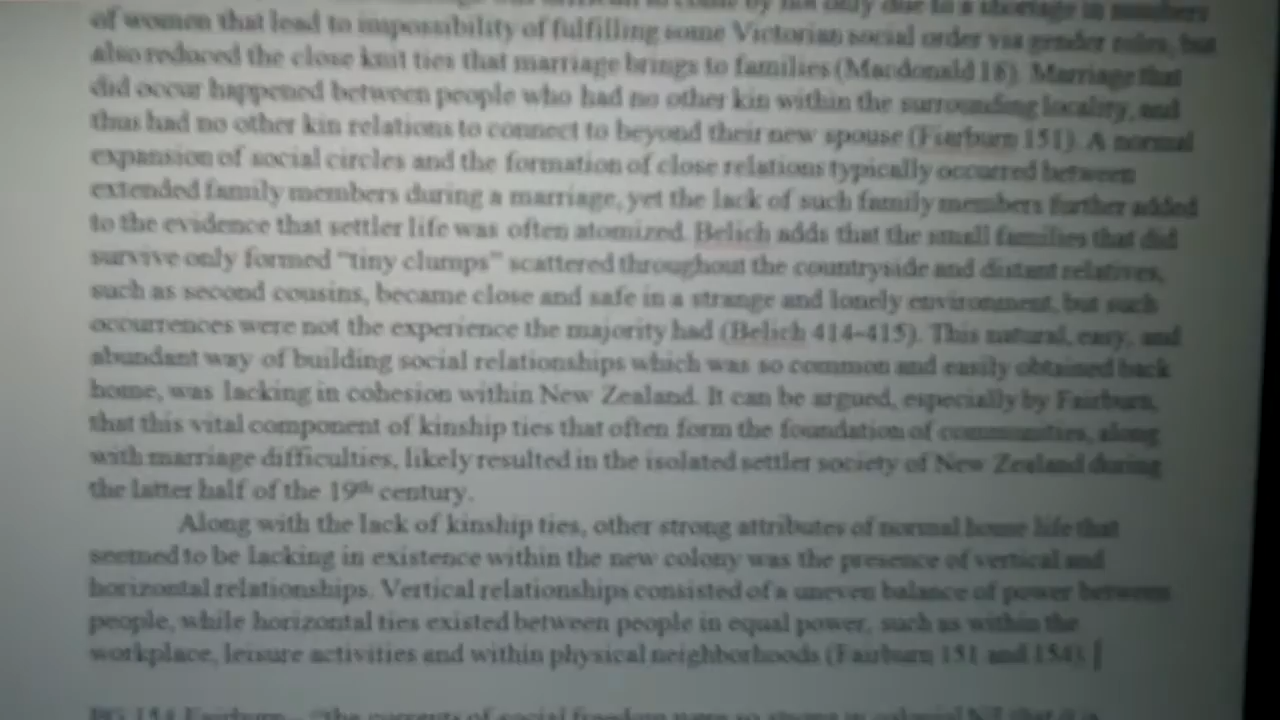 of women that lead to impossibility of fulfilling some Victorian social order via gender roles, but
also reduced the close knit ties that marriage brings to families (Macdonald 16). Marriage that
did occur happened between people who had no other kin within the surrounding locality, and
thus had no other kin relations to connect to beyond their new spouse (Fairburn 151). A normal
expansion of social circles and the formation of close relations typically occurred between
extended family members during a marriage, yet the lack of such family members further added
to the evidence that settler life was often atomized. Belich adds that the small families that did
survive only formed "tiny clumps" scattered throughout the countryside and distant relatives,
such as second cousins, became close and safe in a strange and lonely environment, but such
occurrences were not the experience the majority had (Belich 414-415). This natural, easy, and
abundant way of building social relationships which was so common and easily obtained back
home, was lacking in cohesion within New Zealand. It can be argued, especially by Fairburn,
that this vital component of kinship ties that often form the foundation of communities, along
with marriage difficulties, likely resulted in the isolated settler society of New Zealand during
the latter half of the 19th century.
Along with the lack of kinship ties, other strong attributes of normal home life that
seemed to be lacking in existence within the new colony was the presence of vertical and
horizontal relationships. Vertical relationships consisted of a uneven balance of power between
people, while horizontal ties existed between people in equal power, such as within the
workplace, leisure activities and within physical neighborhoods (Fairburn 151 and 154).